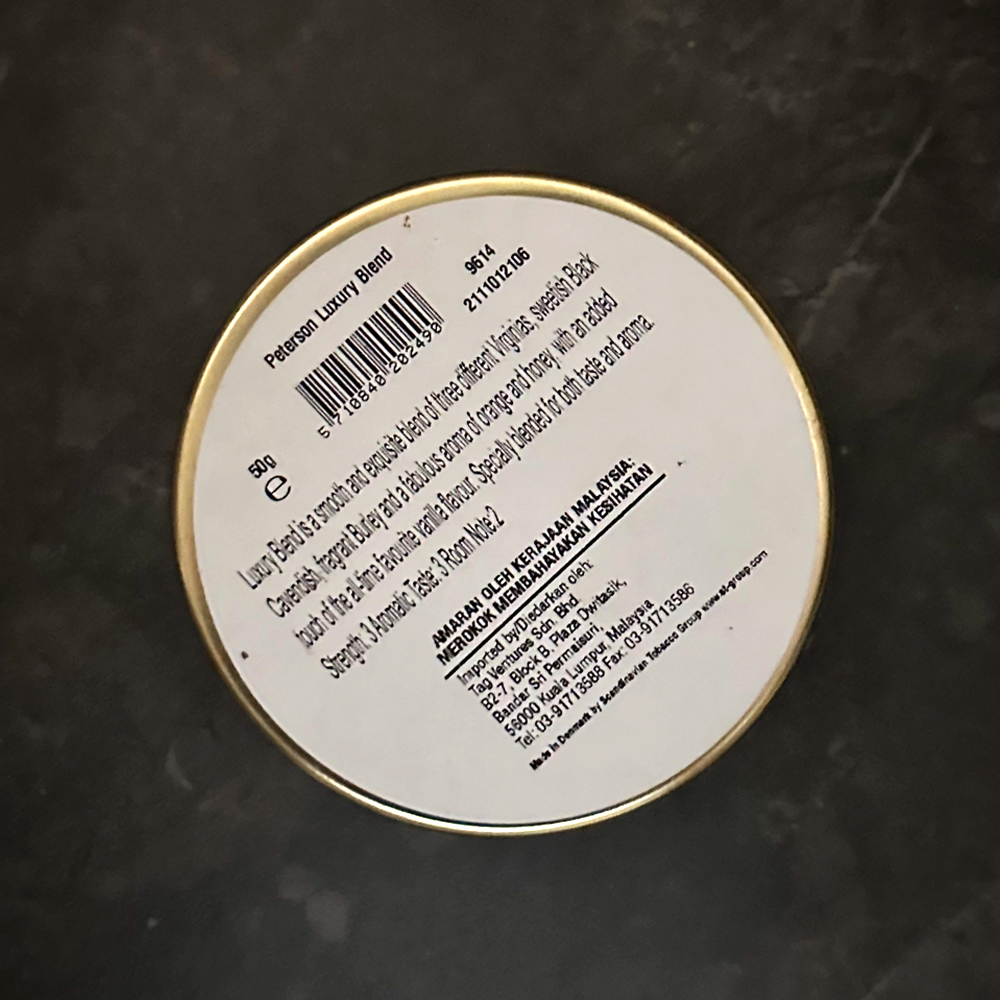 Peterson Luxury Blend
5 710840 202490
9614
2111012106
50g
e
Luxury Blend is a smooth and exquisite blend of three different Virginias, sweetish Black
Cavendish, fragrant Burley and a fabulous aroma of orange and honey, with an added
touch of the all-time favourite vanilla flavour. Specially blended for both taste and aroma.
Strength: 3 Aromatic Taste: 3 Room Note:2
AMARAN OLEH KERAJAAN MALAYSIA:
MEROKOK MEMBAHAYAKAN KESIHATAN
Imported by/Diedarkan oleh:
Tag Ventures Sdn Bhd
B2-7, Block B, Plaza Dwitasik,
Bandar Sri Permaisuri,
56000 Kuala Lumpur, Malaysia
Tel: 03-91713588 Fax: 03-91713586
Made in Denmark by Scandinavian Tobacco Group www.st-group.com